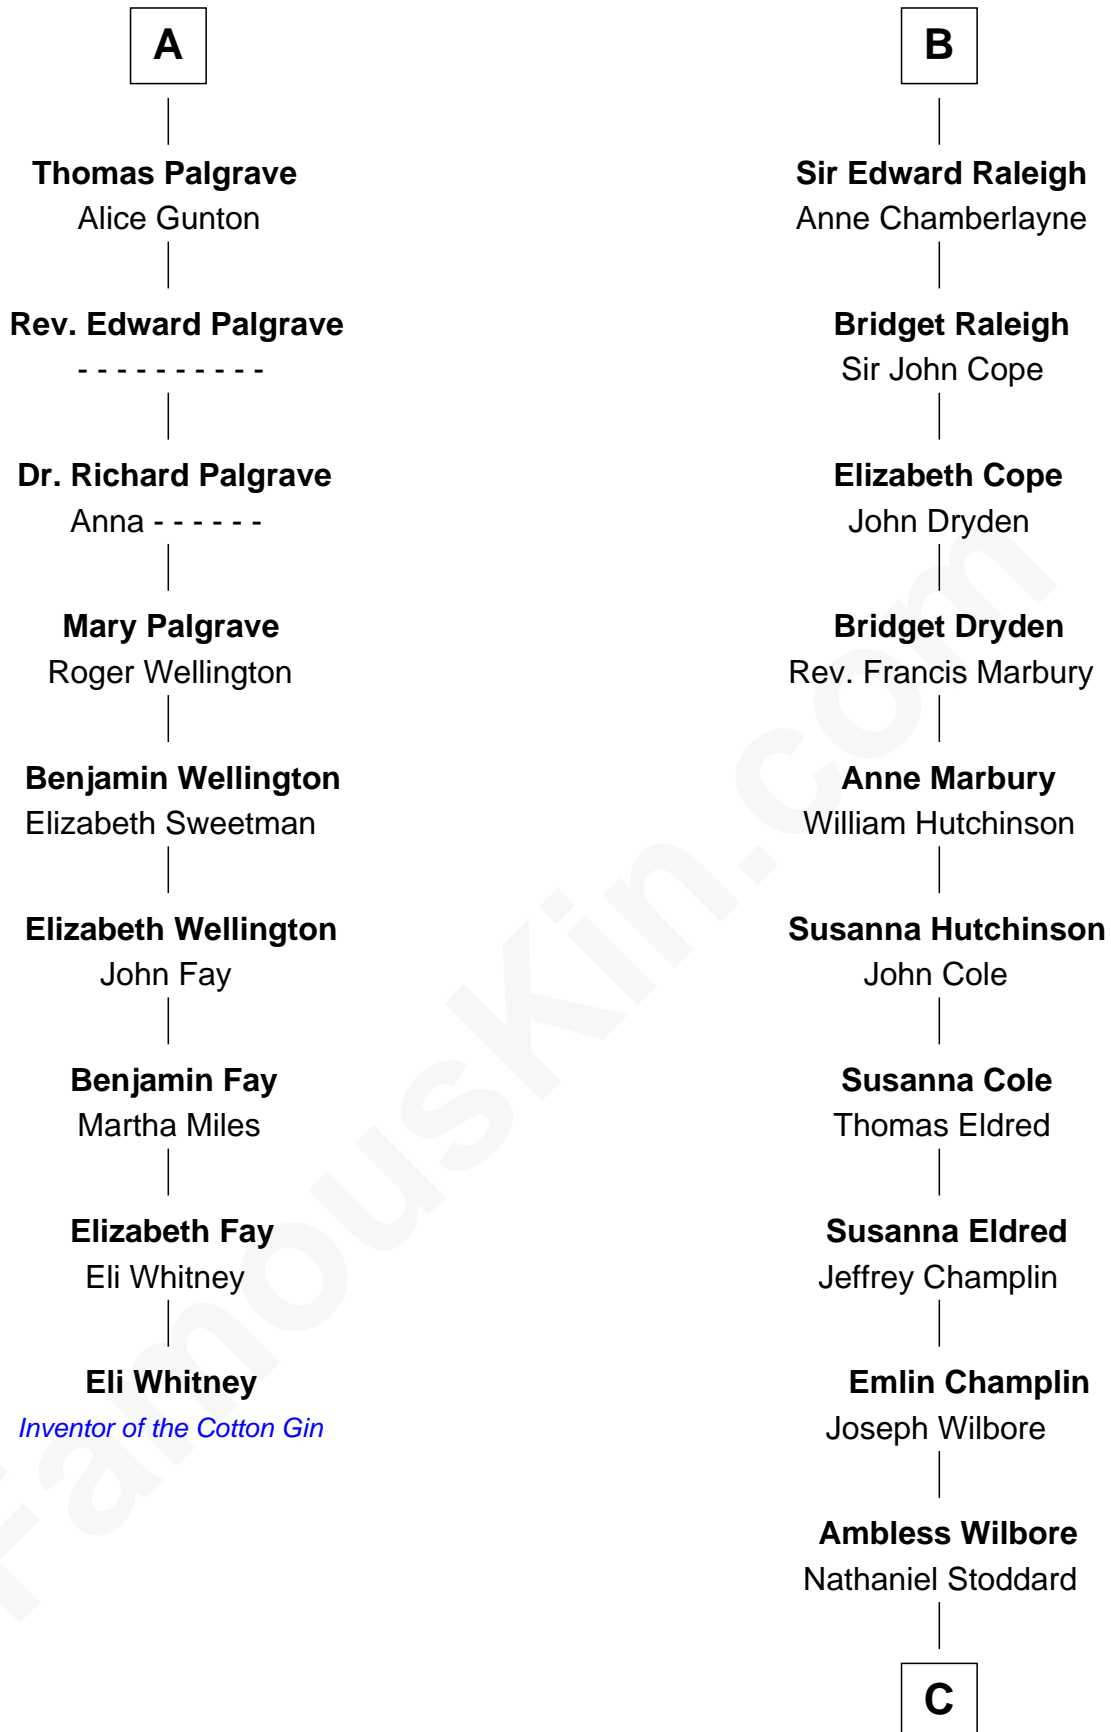 A
Thomas Palgrave
Alice Gunton
Rev. Edward Palgrave
- - - - - - - - - -
Dr. Richard Palgrave
Anna - - - - - -
Mary Palgrave
Roger Wellington
Benjamin Wellington
Elizabeth Sweetman
Elizabeth Wellington
John Fay
Benjamin Fay
Martha Miles
Elizabeth Fay
Eli Whitney
Eli Whitney
Inventor of the Cotton Gin
B
Sir Edward Raleigh
Anne Chamberlayne
Bridget Raleigh
Sir John Cope
Elizabeth Cope
John Dryden
Bridget Dryden
Rev. Francis Marbury
Anne Marbury
William Hutchinson
Susanna Hutchinson
John Cole
Susanna Cole
Thomas Eldred
Susanna Eldred
Jeffrey Champlin
Emlin Champlin
Joseph Wilbore
Ambless Wilbore
Nathaniel Stoddard
C
FamousKin.com